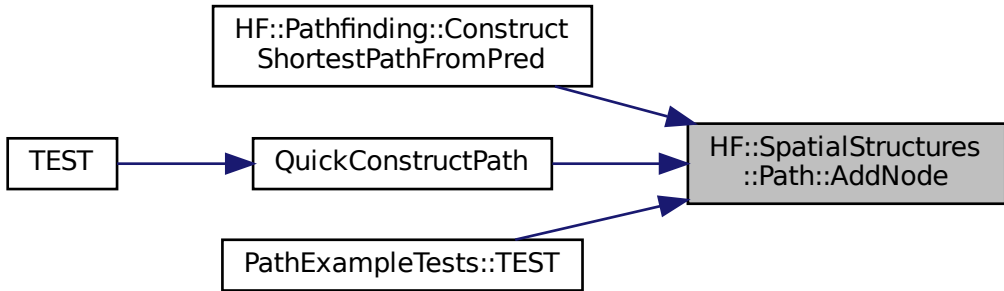 HF::Pathfinding::Construct
ShortestPathFromPred
TEST
QuickConstructPath
HF::SpatialStructures
::Path::AddNode
PathExampleTests::TEST